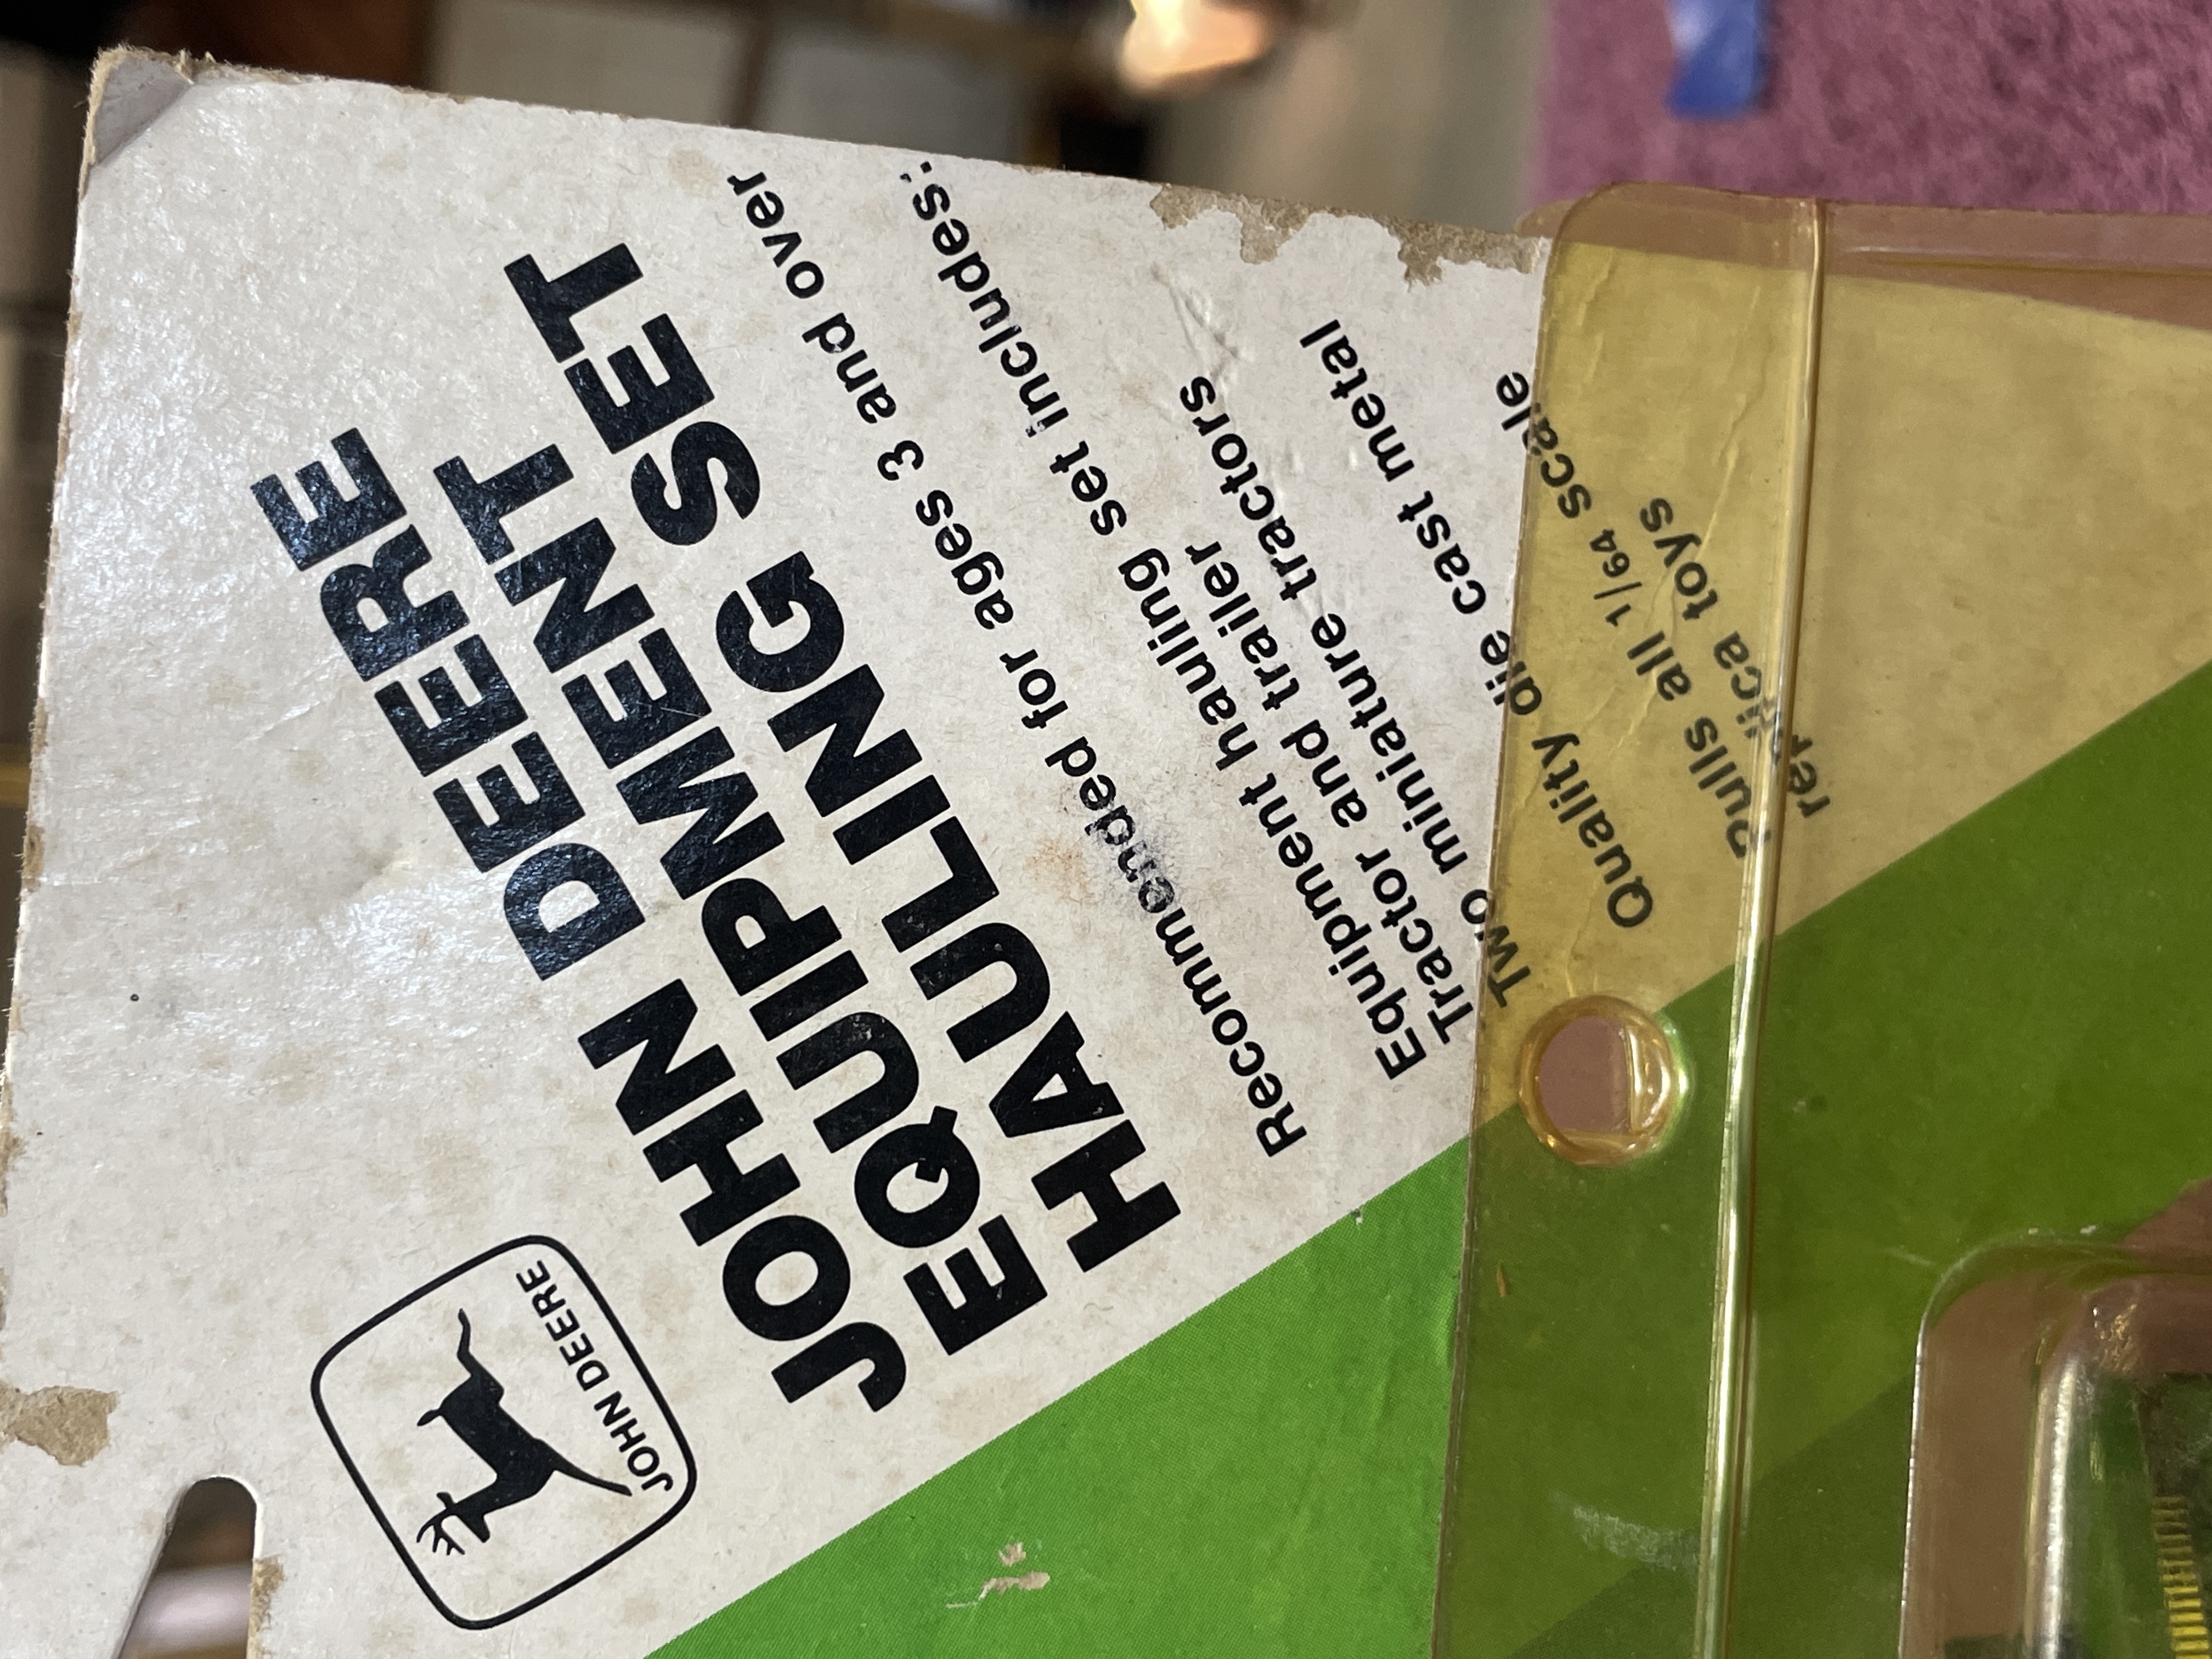 JOHN DEERE
JOHN DEERE
EQUIPMENT
HAULING SET
Recommended for ages 3 and over
Equipment hauling set includes:
Tractor and trailer
Two miniature tractors
Quality die cast metal
Pulls all 1/64 scale
replica toys